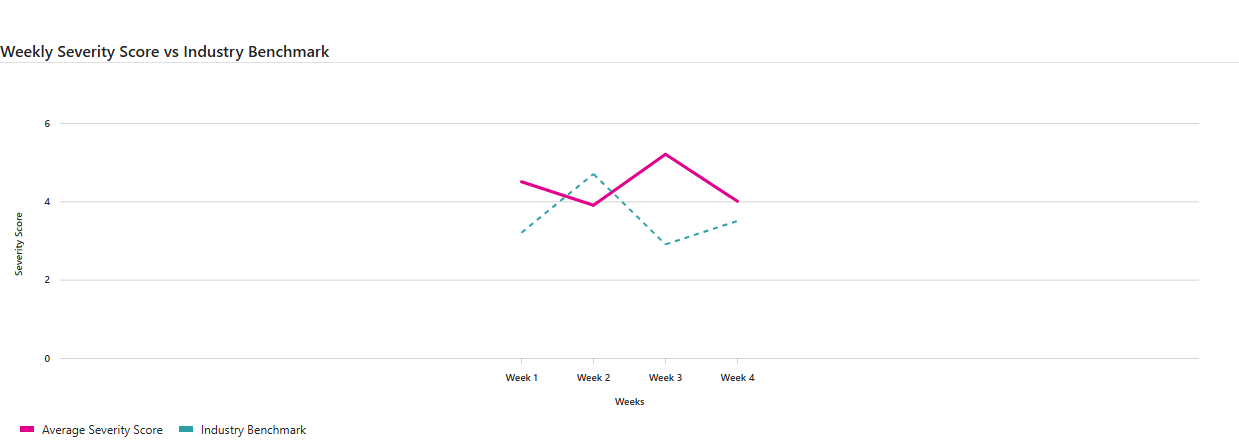 Weekly Severity Score vs Industry Benchmark
6
4
2
0
Severity Score
Week 1 Week 2 Week 3 Week 4
Weeks
Average Severity Score Industry Benchmark